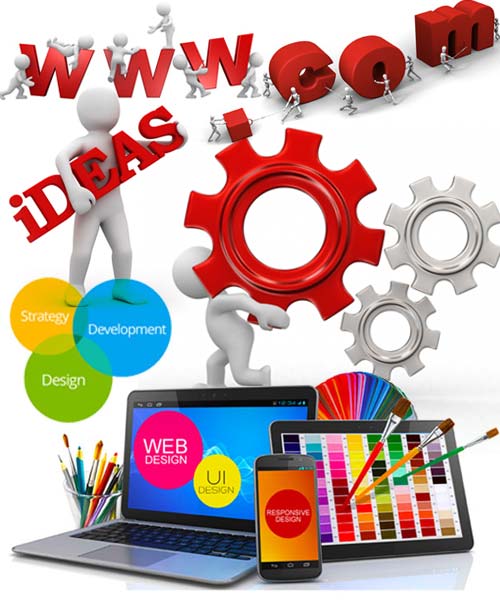 www.com
iDEAS
Strategy
Development
Design
WEB
DESIGN
UI
DESIGN
RESPONSIVE
DESIGN